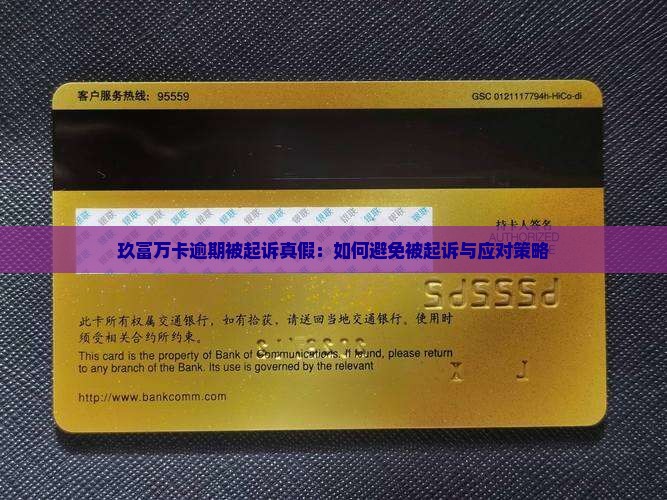 客户服务热线：95559
GSC 0121117794h-HiCo-di
银联 银联 银联 银联 银联 银联 银联 银联
持卡人签名
AUTHORIZED
玖富万卡逾期被起诉真假：如何避免被起诉与应对策略
此卡所有权属交通银行，如有拾获，请送回当地交通银行。使用时
须受相关合约所约束。
This card is the property of Bank of Communications. If found, please return
to any branch of the Bank. Its use is governed by the relevant
http://www.bankcomm.com